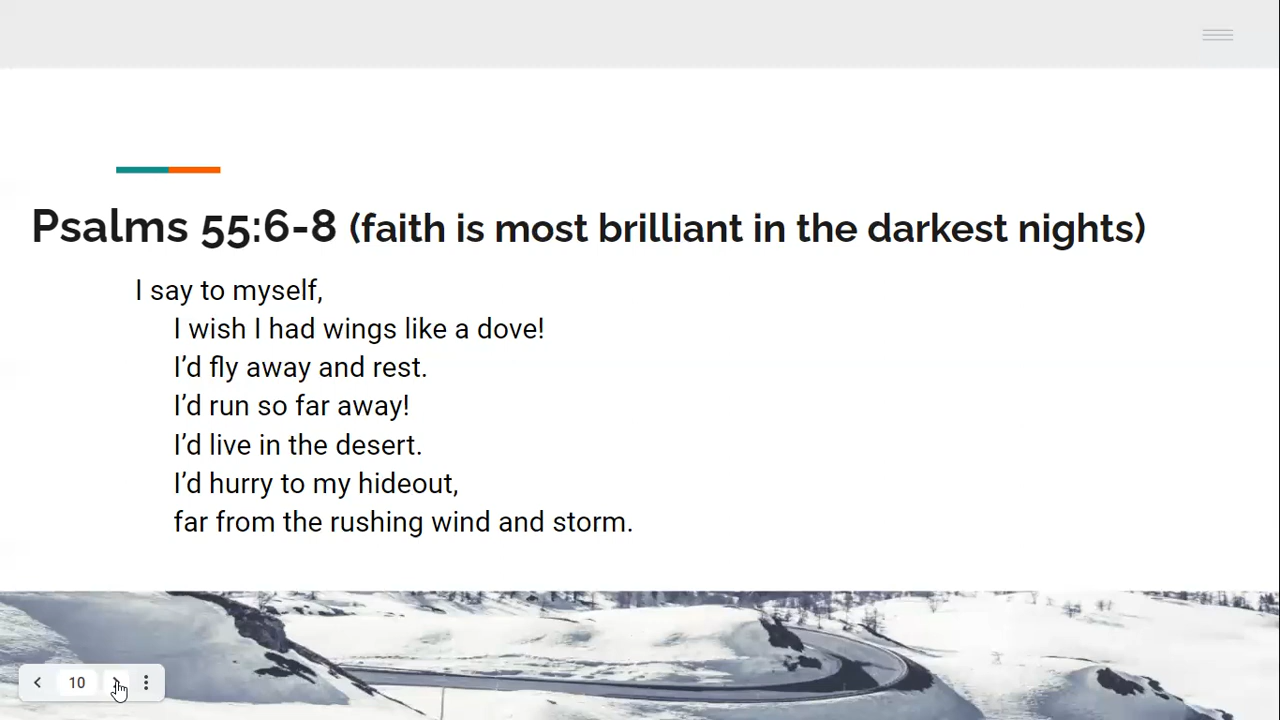 Psalms 55:6-8 (faith is most brilliant in the darkest nights)
I say to myself,
I wish I had wings like a dove!
I’d fly away and rest.
I’d run so far away!
I’d live in the desert.
I’d hurry to my hideout,
far from the rushing wind and storm.
10